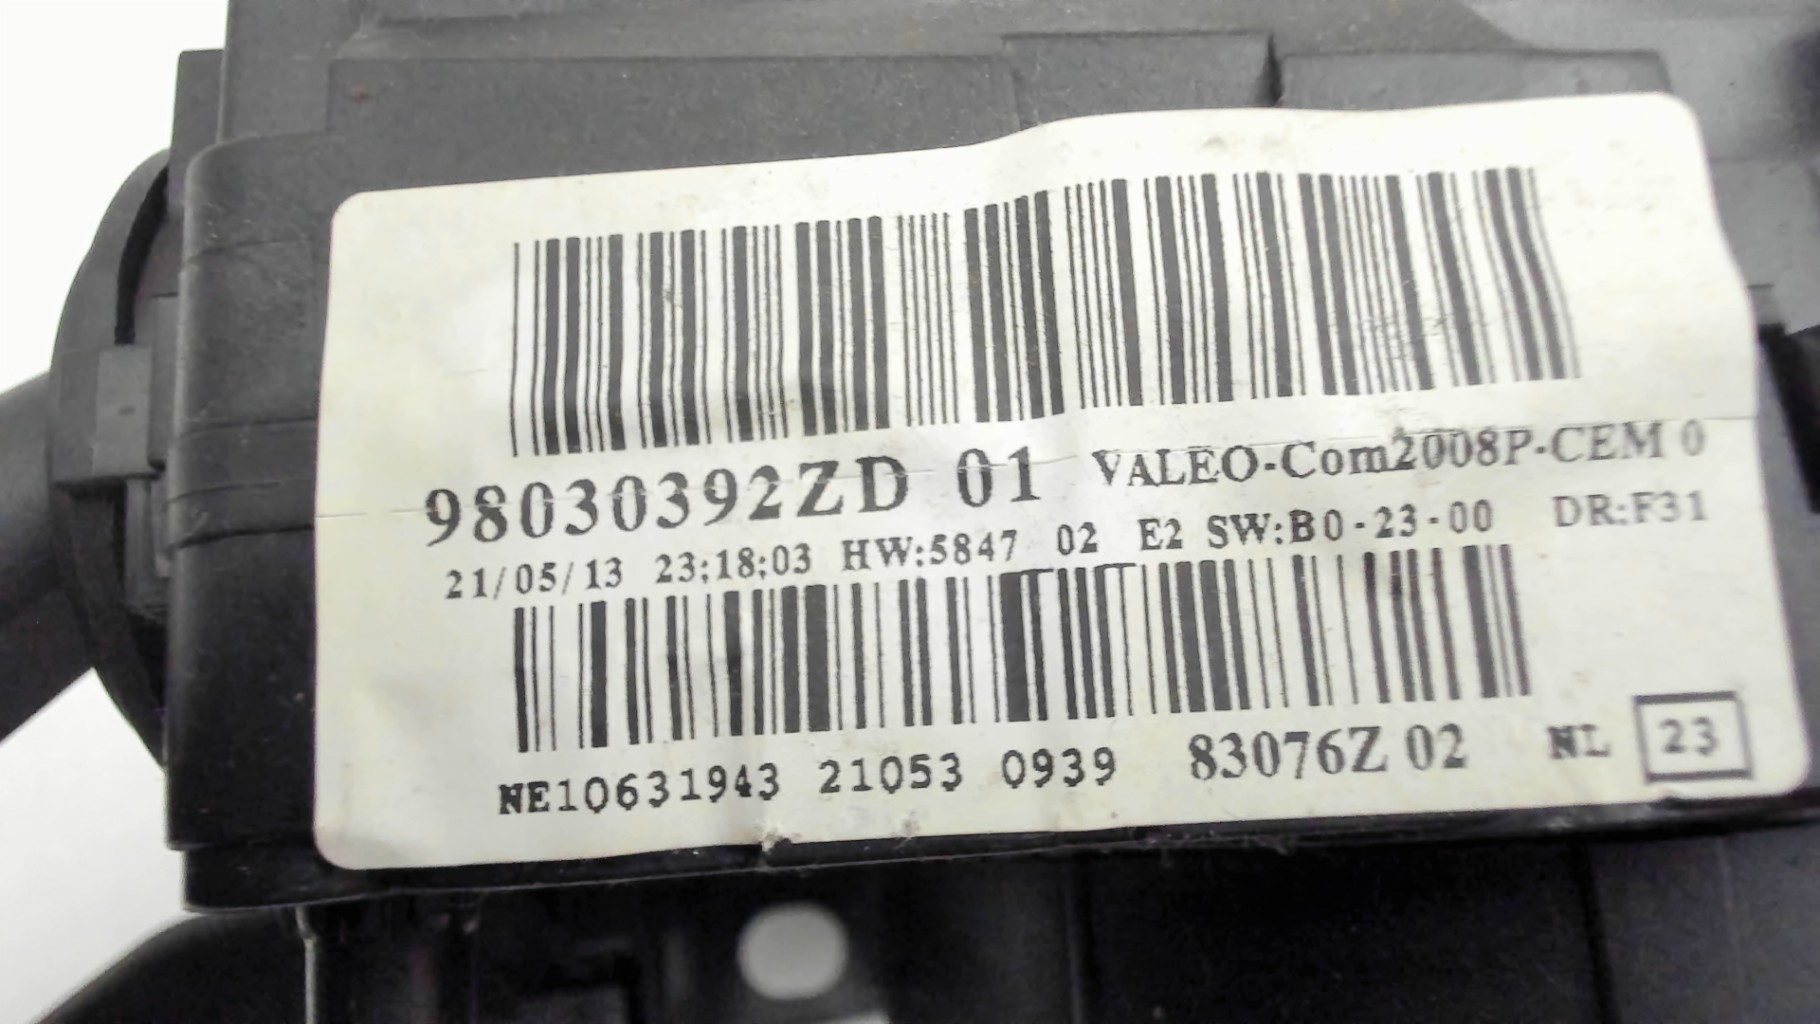 98030392ZD 01 VALEO-Com2008P-CEM 0
21/05/13 23:18:03 HW:5847 02 E2 SW:B0-23-00 DR:F31
NE10631943 21053 0939 83076Z 02 NL 23